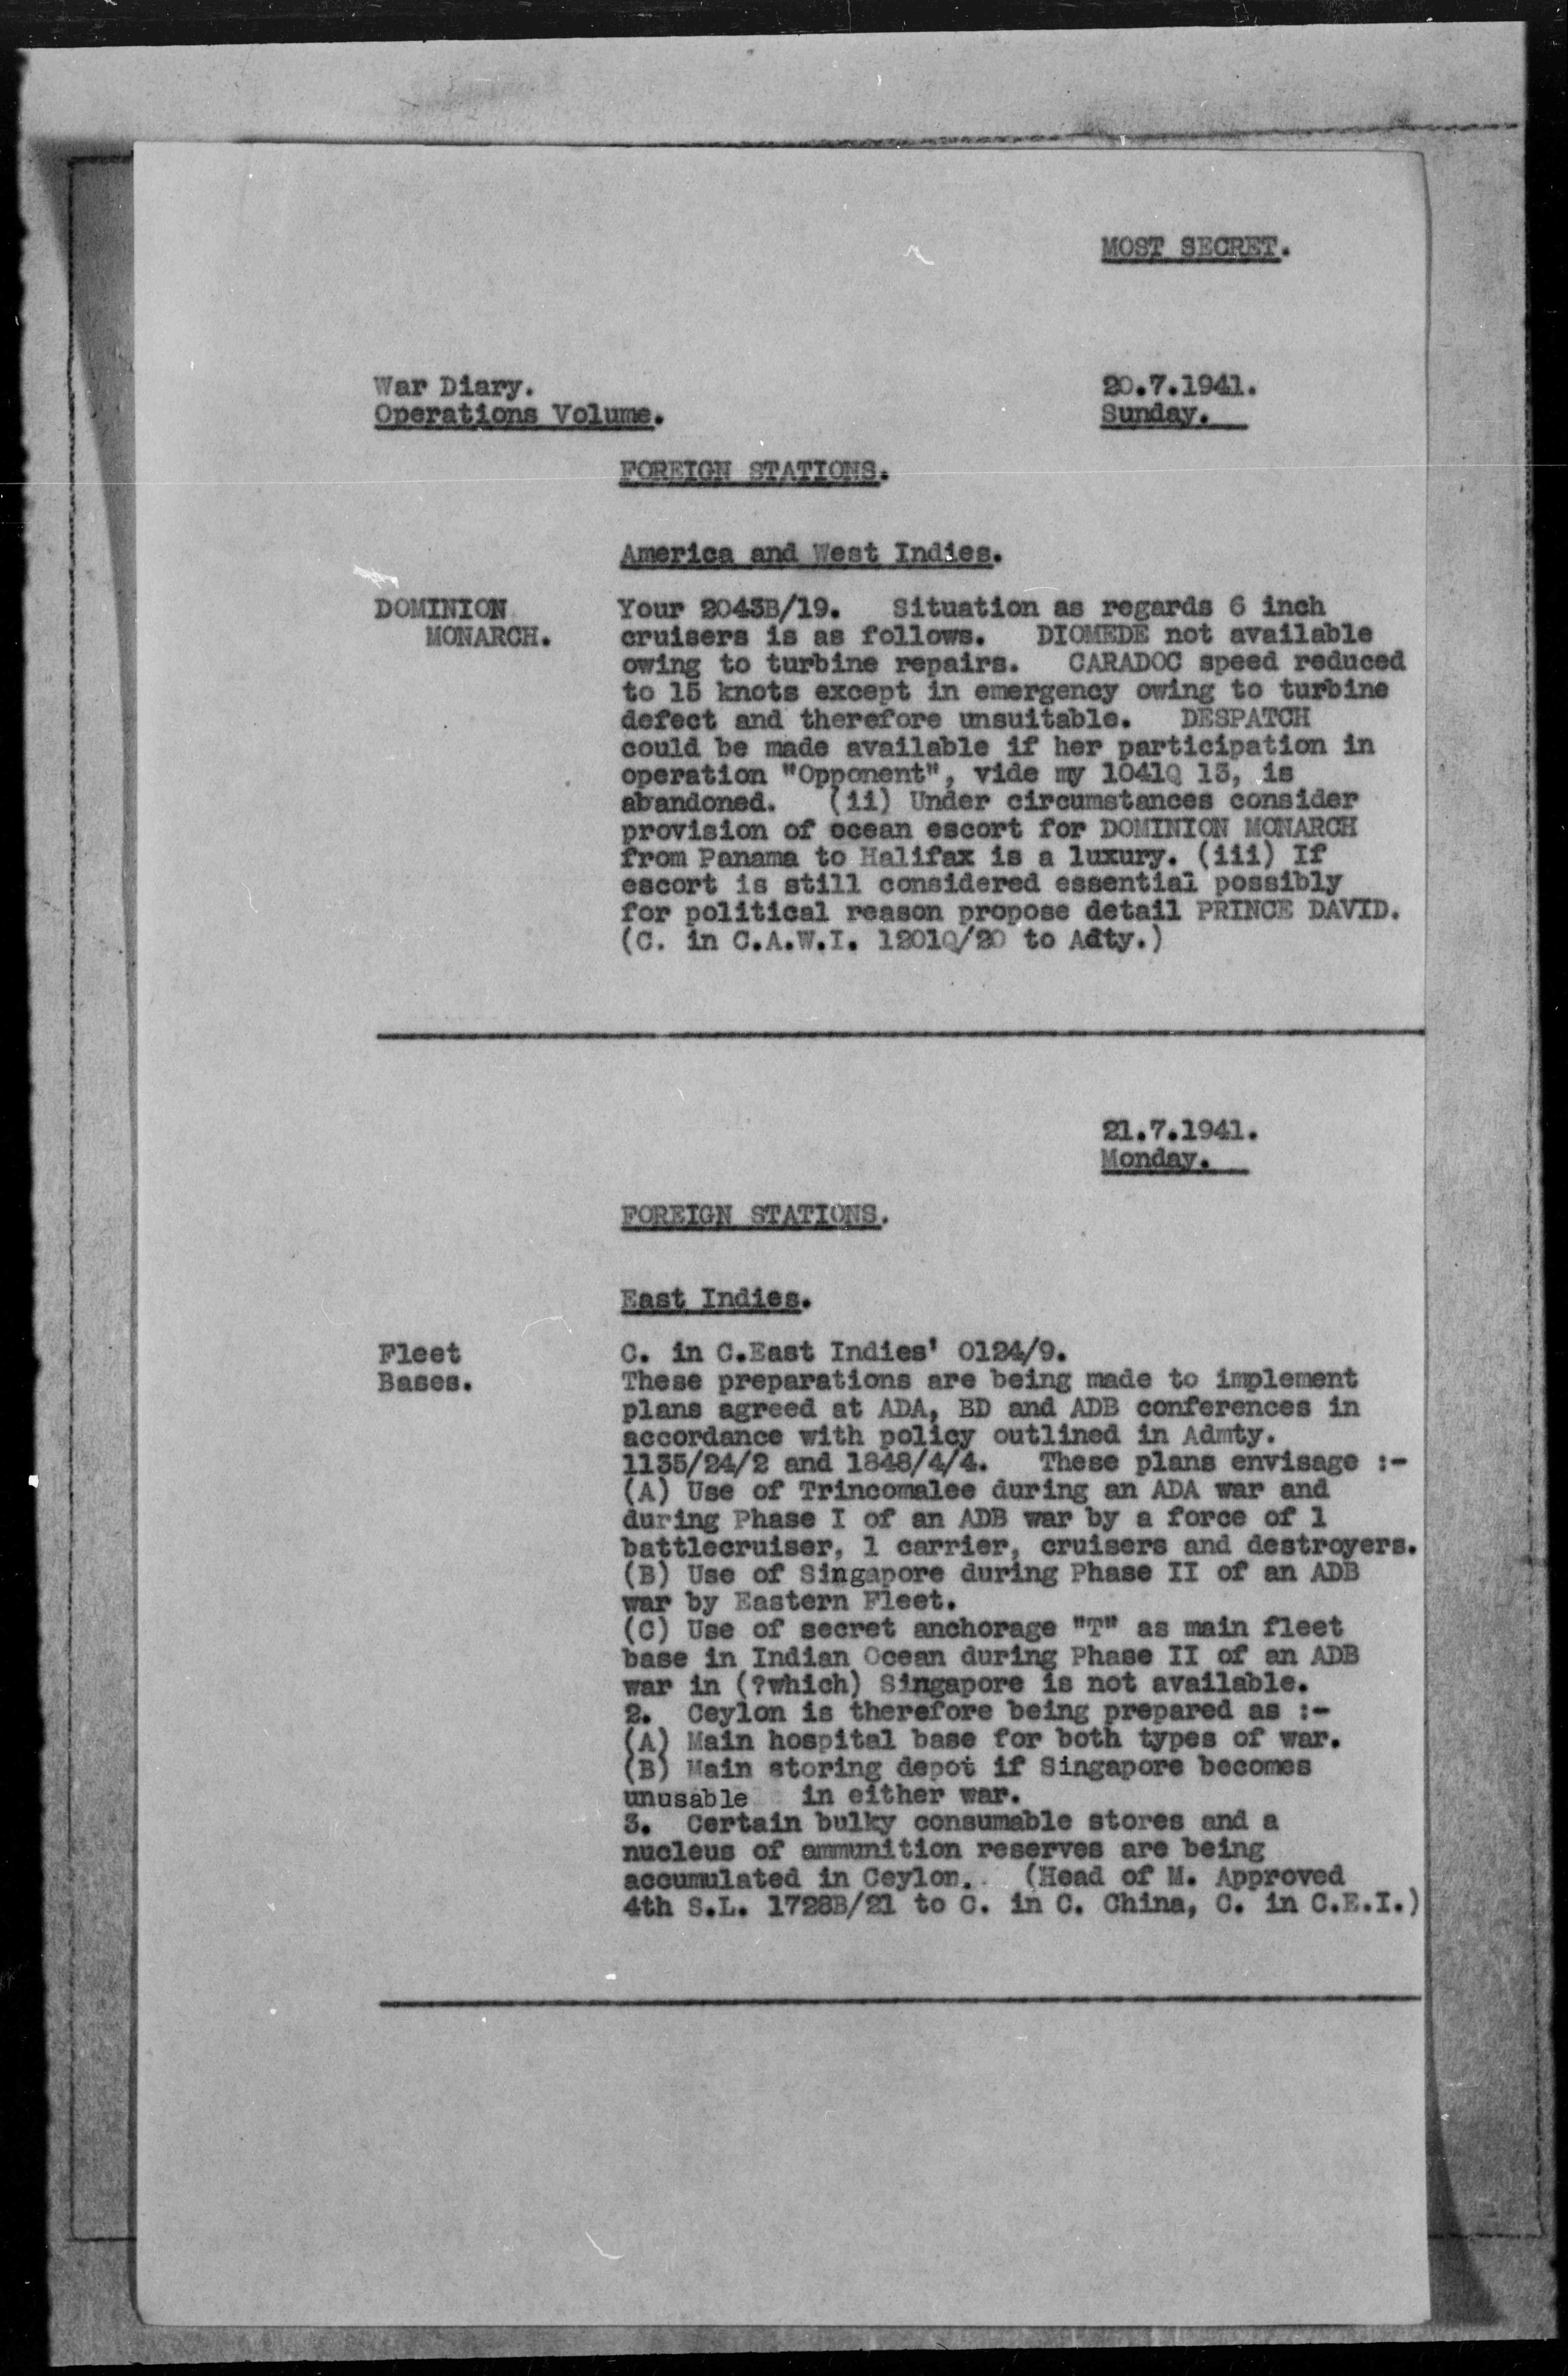 MOST SECRET.
War Diary.
Operations Volume.
20.7.1941.
Sunday.
FOREIGN STATIONS.
America and West Indies.
DOMINION
MONARCH.
Your 2043B/19. Situation as regards 6 inch
cruisers is as follows. DIOMEDE not available
owing to turbine repairs. CARADOC speed reduced
to 15 knots except in emergency owing to turbine
defect and therefore unsuitable. DESPATCH
could be made available if her participation in
operation "Opponent", vide my 1041Q 13, is
abandoned. (ii) Under circumstances consider
provision of ocean escort for DOMINION MONARCH
from Panama to Halifax is a luxury. (iii) If
escort is still considered essential possibly
for political reason propose detail PRINCE DAVID.
(C. in C.A.W.I. 1201Q/20 to Adty.)
21.7.1941.
Monday.
FOREIGN STATIONS.
East Indies.
Fleet
Bases.
C. in C.East Indies' 0124/9.
These preparations are being made to implement
plans agreed at ADA, BD and ADB conferences in
accordance with policy outlined in Admty.
1135/24/2 and 1848/4/4. These plans envisage :-
(A) Use of Trincomalee during an ADA war and
during Phase I of an ADB war by a force of 1
battlecruiser, 1 carrier, cruisers and destroyers.
(B) Use of Singapore during Phase II of an ADB
war by Eastern Fleet.
(C) Use of secret anchorage "T" as main fleet
base in Indian Ocean during Phase II of an ADB
war in (?which) Singapore is not available.
2. Ceylon is therefore being prepared as :-
(A) Main hospital base for both types of war.
(B) Main storing depot if Singapore becomes
unusable in either war.
3. Certain bulky consumable stores and a
nucleus of ammunition reserves are being
accumulated in Ceylon. (Head of M. Approved
4th S.L. 1728B/21 to C. in C. China, C. in C.E.I.)